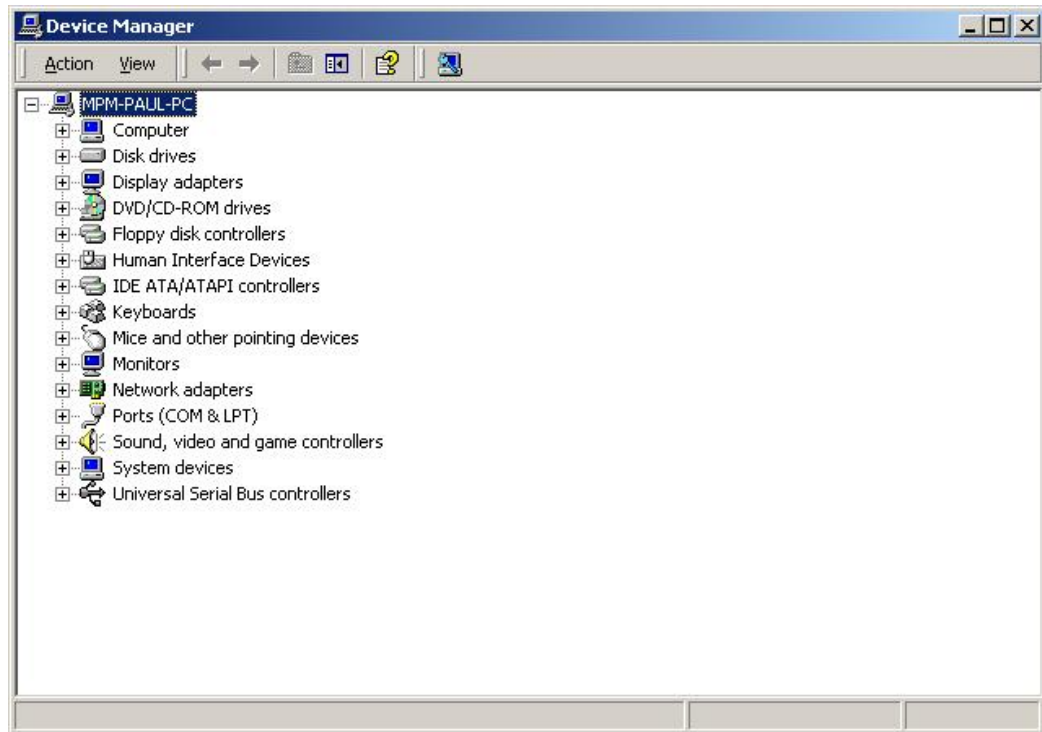 Device Manager
Action View
MPM-PAUL-PC
Computer
Disk drives
Display adapters
DVD/CD-ROM drives
Floppy disk controllers
Human Interface Devices
IDE ATA/ATAPI controllers
Keyboards
Mice and other pointing devices
Monitors
Network adapters
Ports (COM & LPT)
Sound, video and game controllers
System devices
Universal Serial Bus controllers